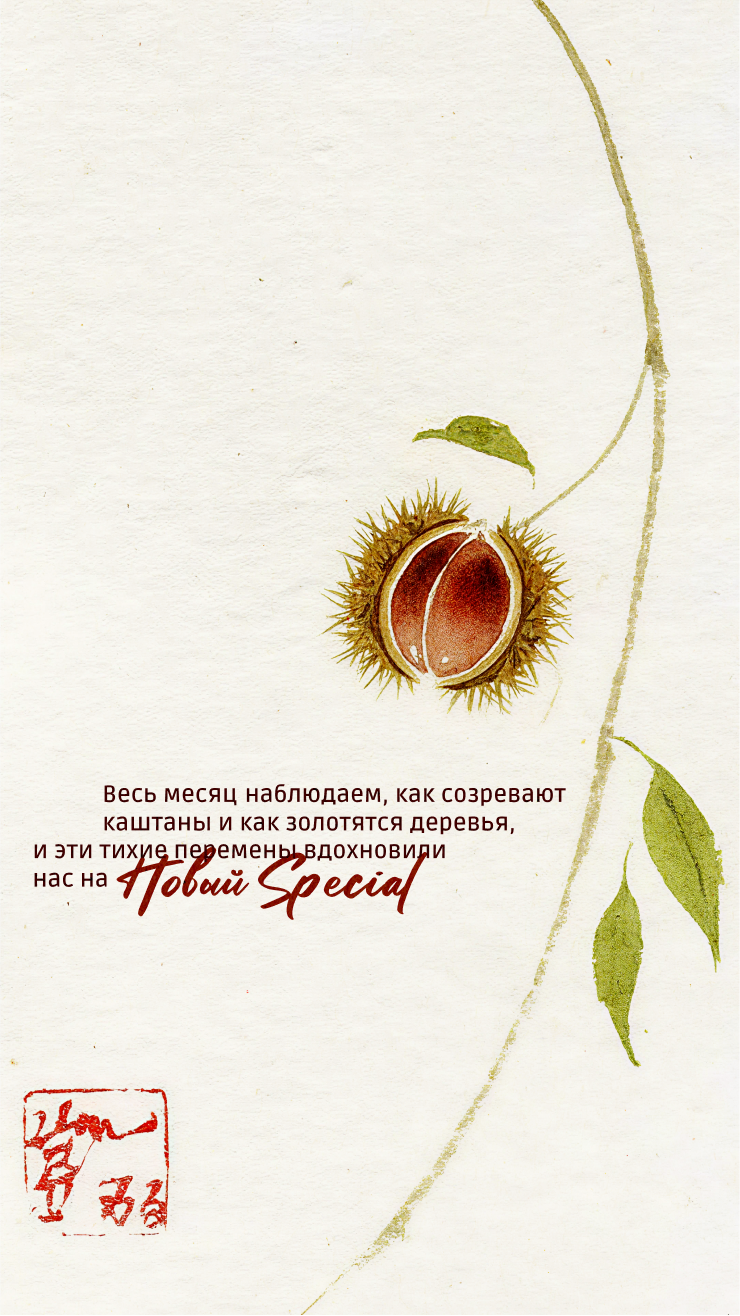 Весь месяц наблюдаем, как созревают
каштаны и как золотятся деревья,
и эти тихие перемены вдохновили
нас на Новый Special